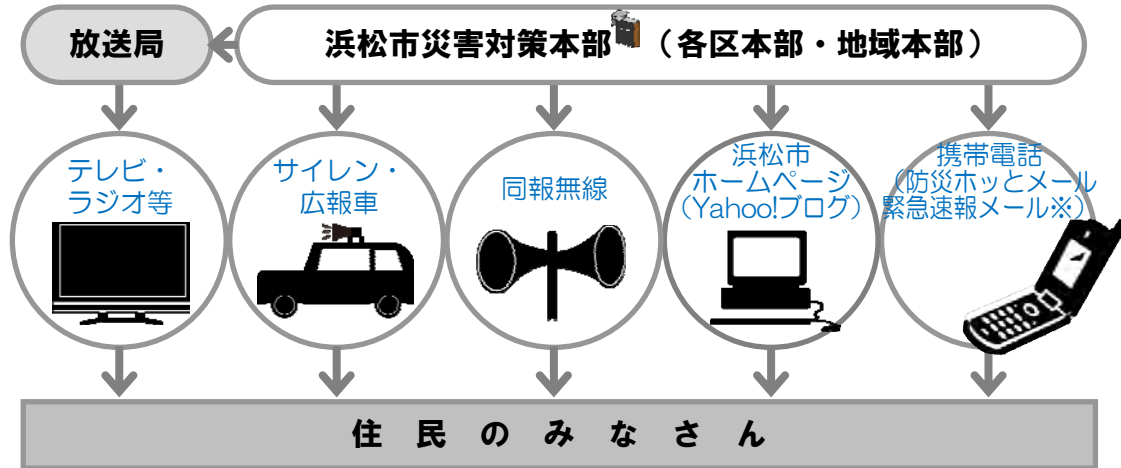 放送局
浜松市災害対策本部（各区本部・地域本部）
テレビ・
ラジオ等
サイレン・
広報車
同報無線
浜松市
ホームページ
（Yahoo!ブログ）
携帯電話
（防災ホッとメール
緊急速報メール※）
住民のみなさん